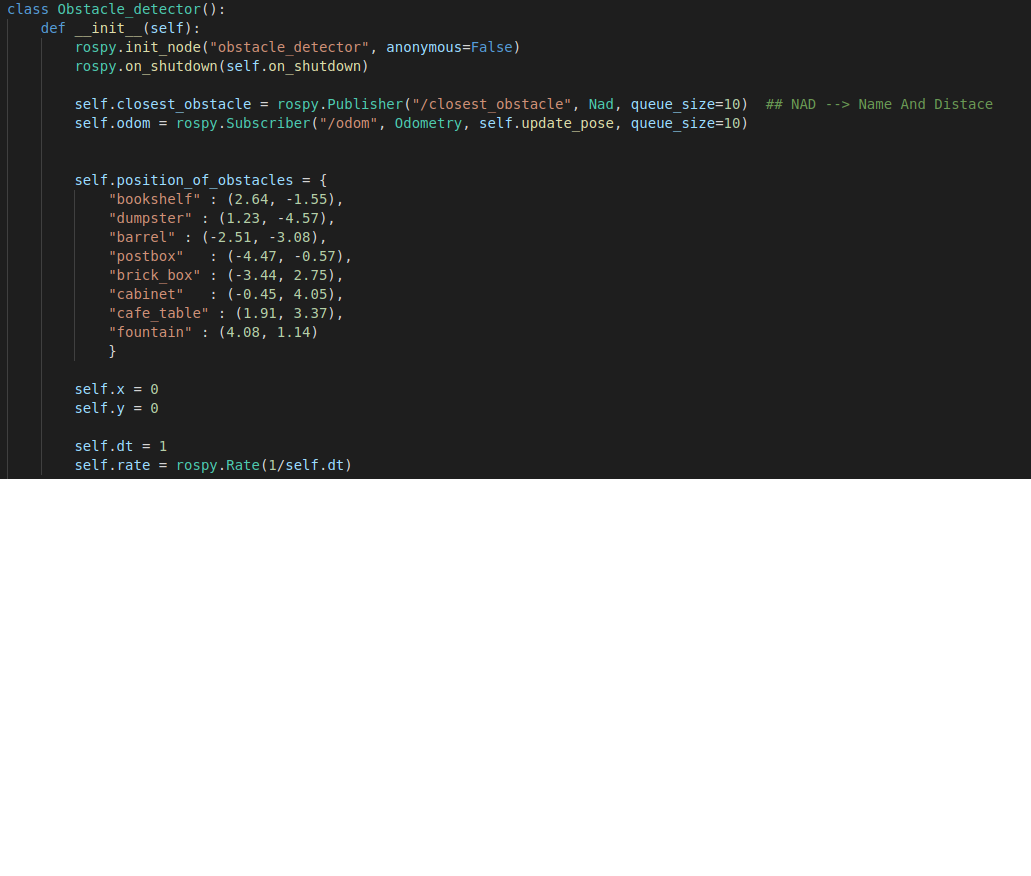 class Obstacle_detector():
    def __init__(self):
        rospy.init_node("obstacle_detector", anonymous=False)
        rospy.on_shutdown(self.on_shutdown)
        self.closest_obstacle = rospy.Publisher("/closest_obstacle", Nad, queue_size=10)  ## NAD --> Name And Distace
        self.odom = rospy.Subscriber("/odom", Odometry, self.update_pose, queue_size=10)
        self.position_of_obstacles = {
            "bookshelf" : (2.64, -1.55),
            "dumpster" : (1.23, -4.57),
            "barrel" : (-2.51, -3.08),
            "postbox"   : (-4.47, -0.57),
            "brick_box" : (-3.44, 2.75),
            "cabinet"   : (-0.45, 4.05),
            "cafe_table" : (1.91, 3.37),
            "fountain" : (4.08, 1.14)
            }
        self.x = 0
        self.y = 0
        self.dt = 1
        self.rate = rospy.Rate(1/self.dt)